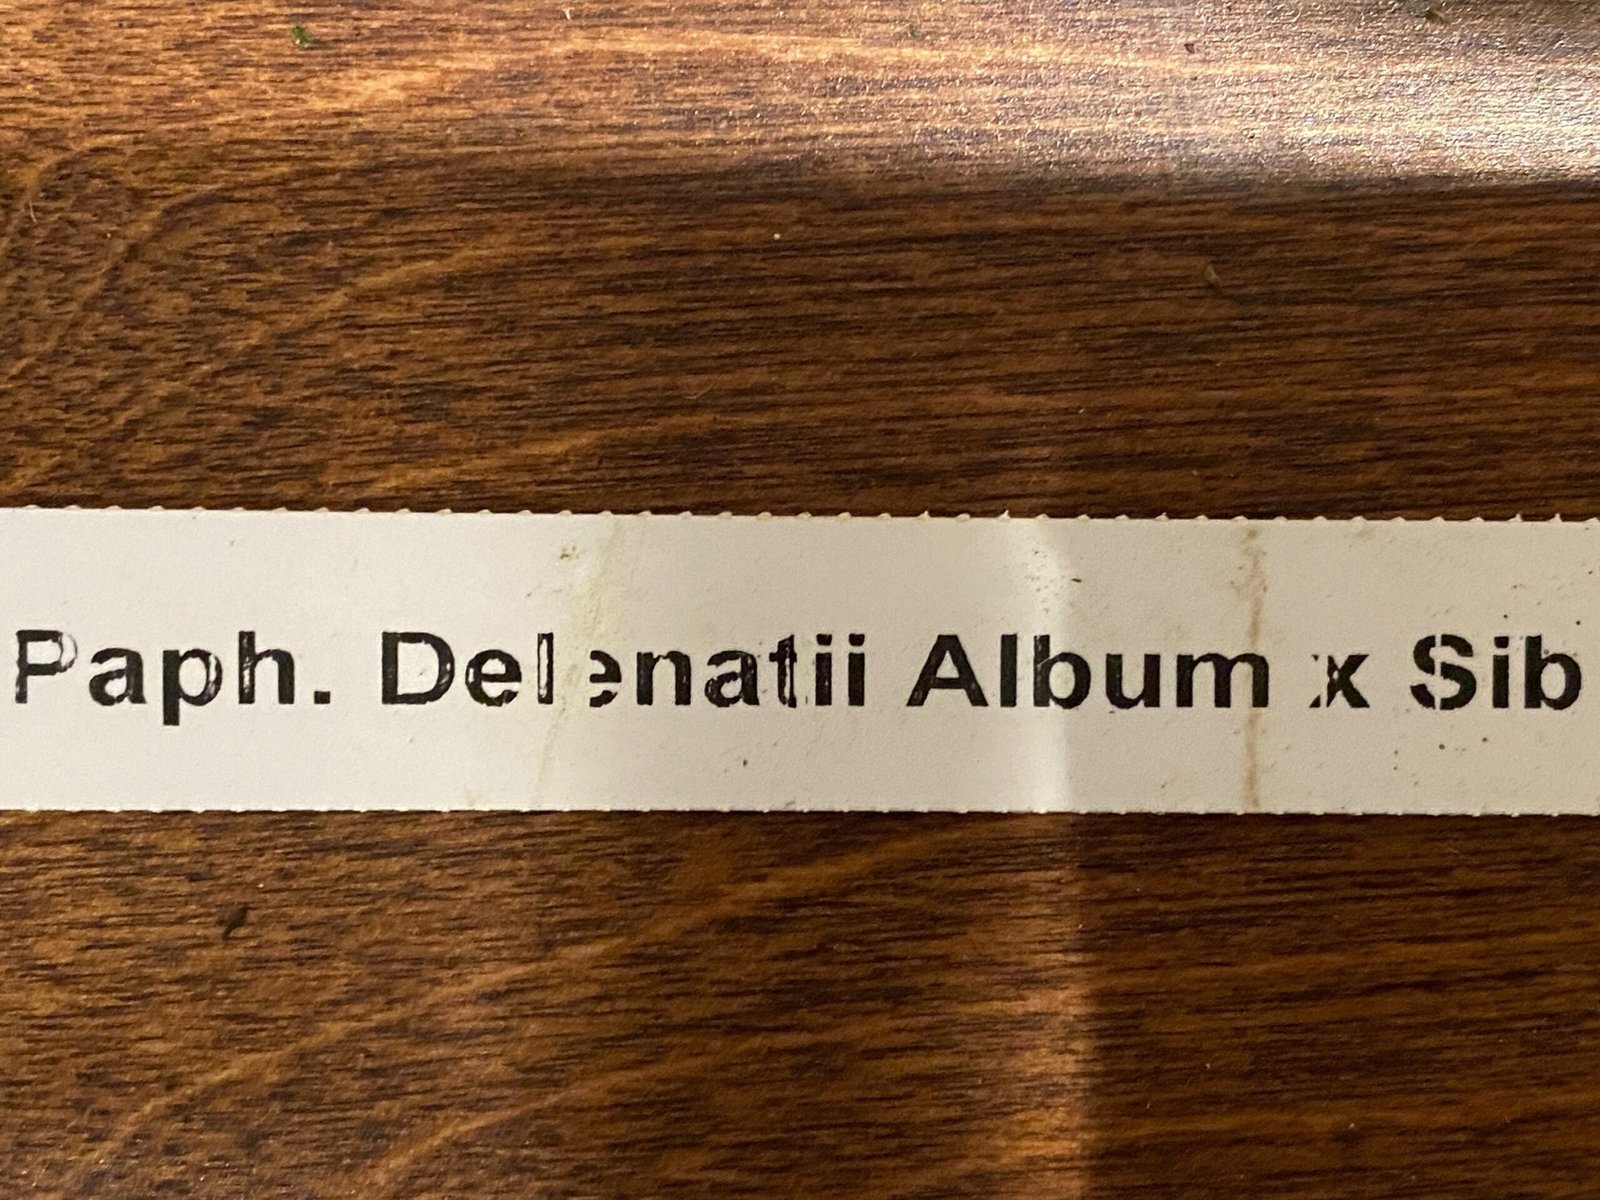 Paph. Delenatii Album x Sib